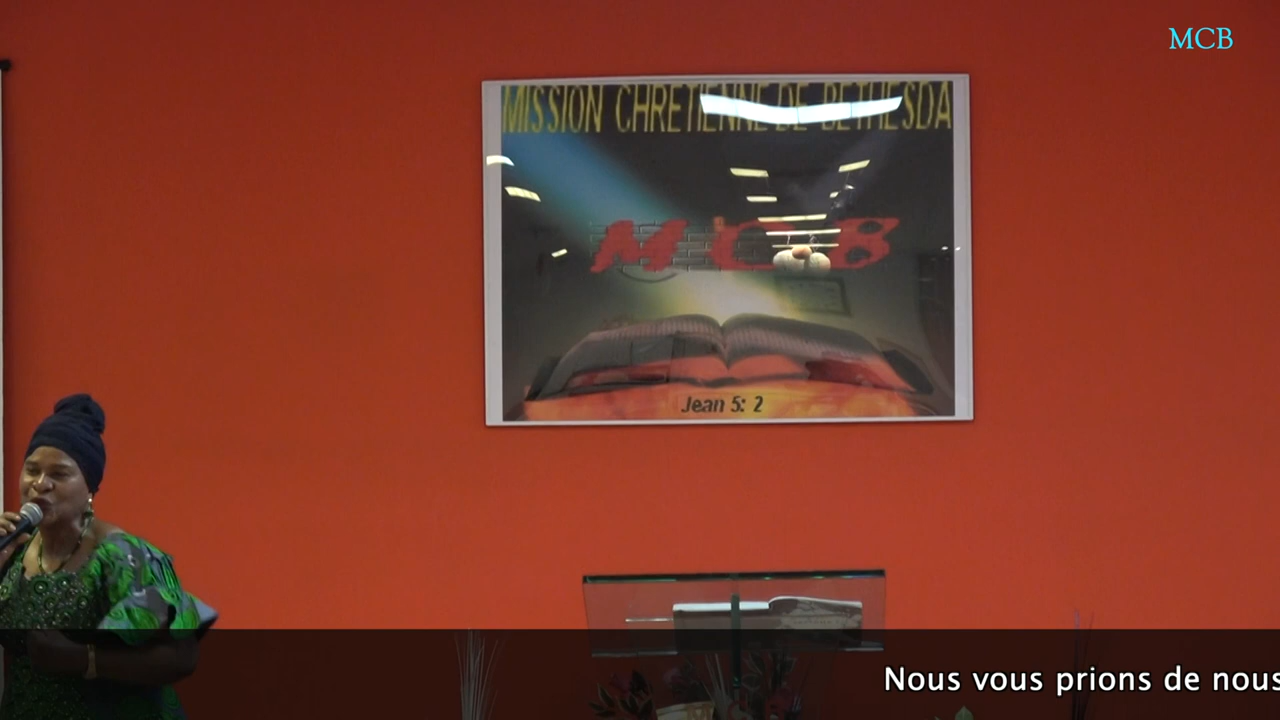 MCB
MISSION CHRETIENNE DE BETHESDA
MCB
Jean 5: 2
Nous vous prions de nous